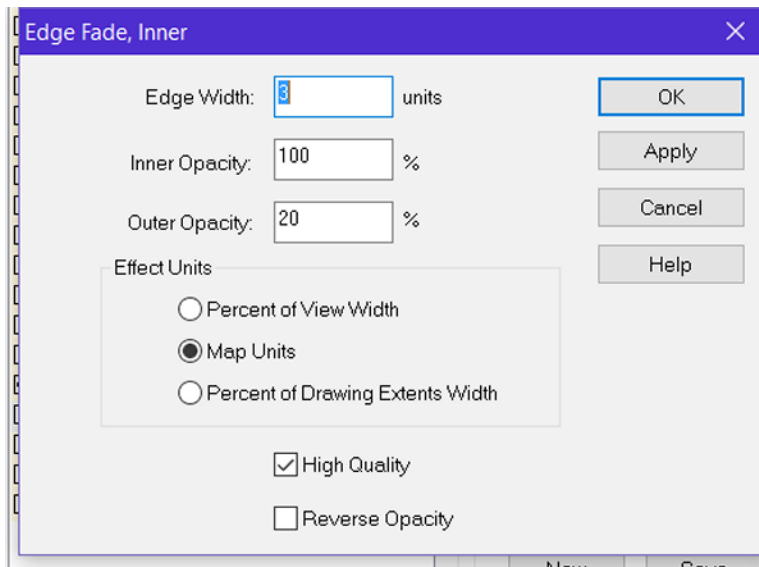 Edge Fade, Inner
Edge Width: 3 units
OK
Inner Opacity: 100 %
Apply
Outer Opacity: 20 %
Cancel
Effect Units
Help
Percent of View Width
Map Units
Percent of Drawing Extents Width
High Quality
Reverse Opacity